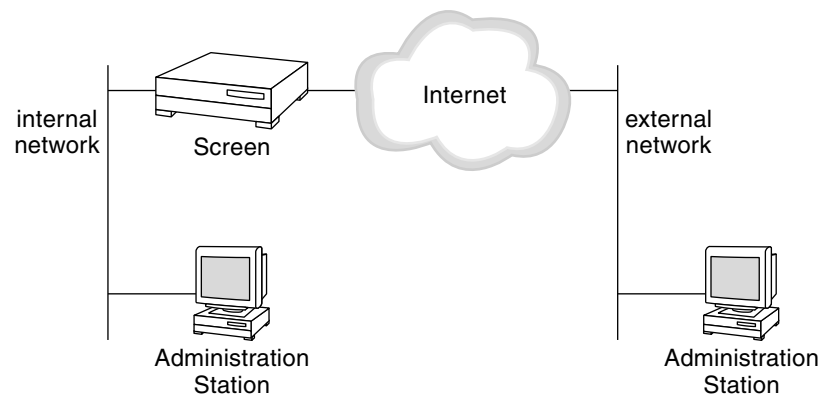 Internet
internal
network
Screen
external
network
Administration
Station
Administration
Station